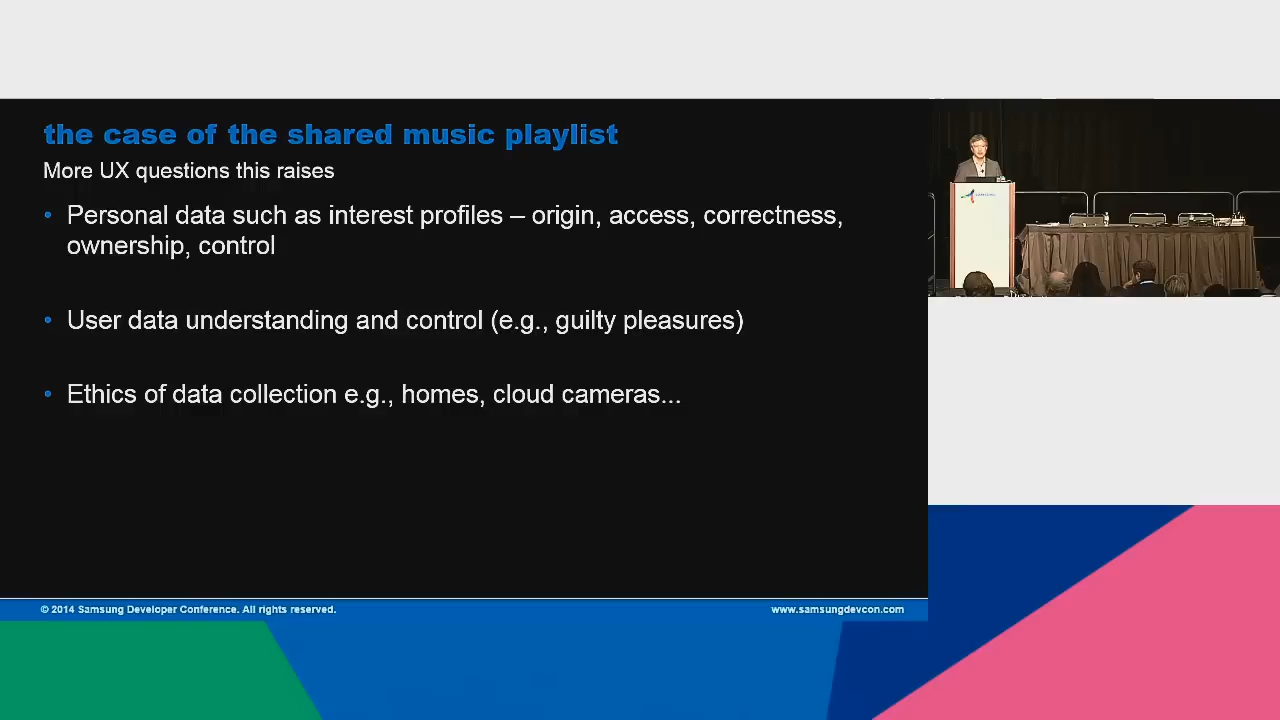 the case of the shared music playlist
More UX questions this raises
• Personal data such as interest profiles – origin, access, correctness,
ownership, control
• User data understanding and control (e.g., guilty pleasures)
• Ethics of data collection e.g., homes, cloud cameras...
© 2014 Samsung Developer Conference. All rights reserved.
www.samsungdevcon.com